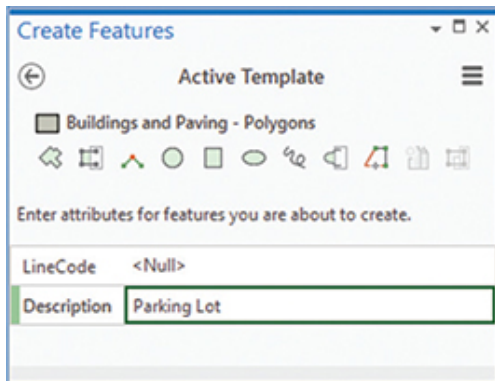 Create Features
Active Template
Buildings and Paving - Polygons
Enter attributes for features you are about to create.
LineCode <Null>
Description Parking Lot